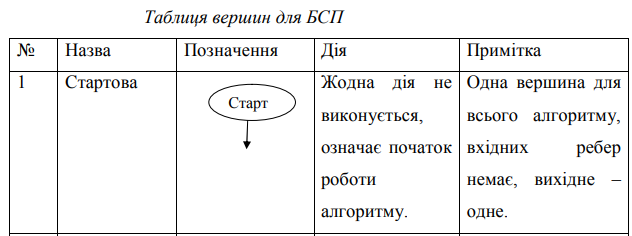 Таблиця вершин для БСП
№ Назва Позначення Дія Примітка
1 Стартова Старт Жодна дія не Одна вершина для
виконується, всього алгоритму,
означає початок вхідних ребер
роботи немає, вихідне –
алгоритму. одне.